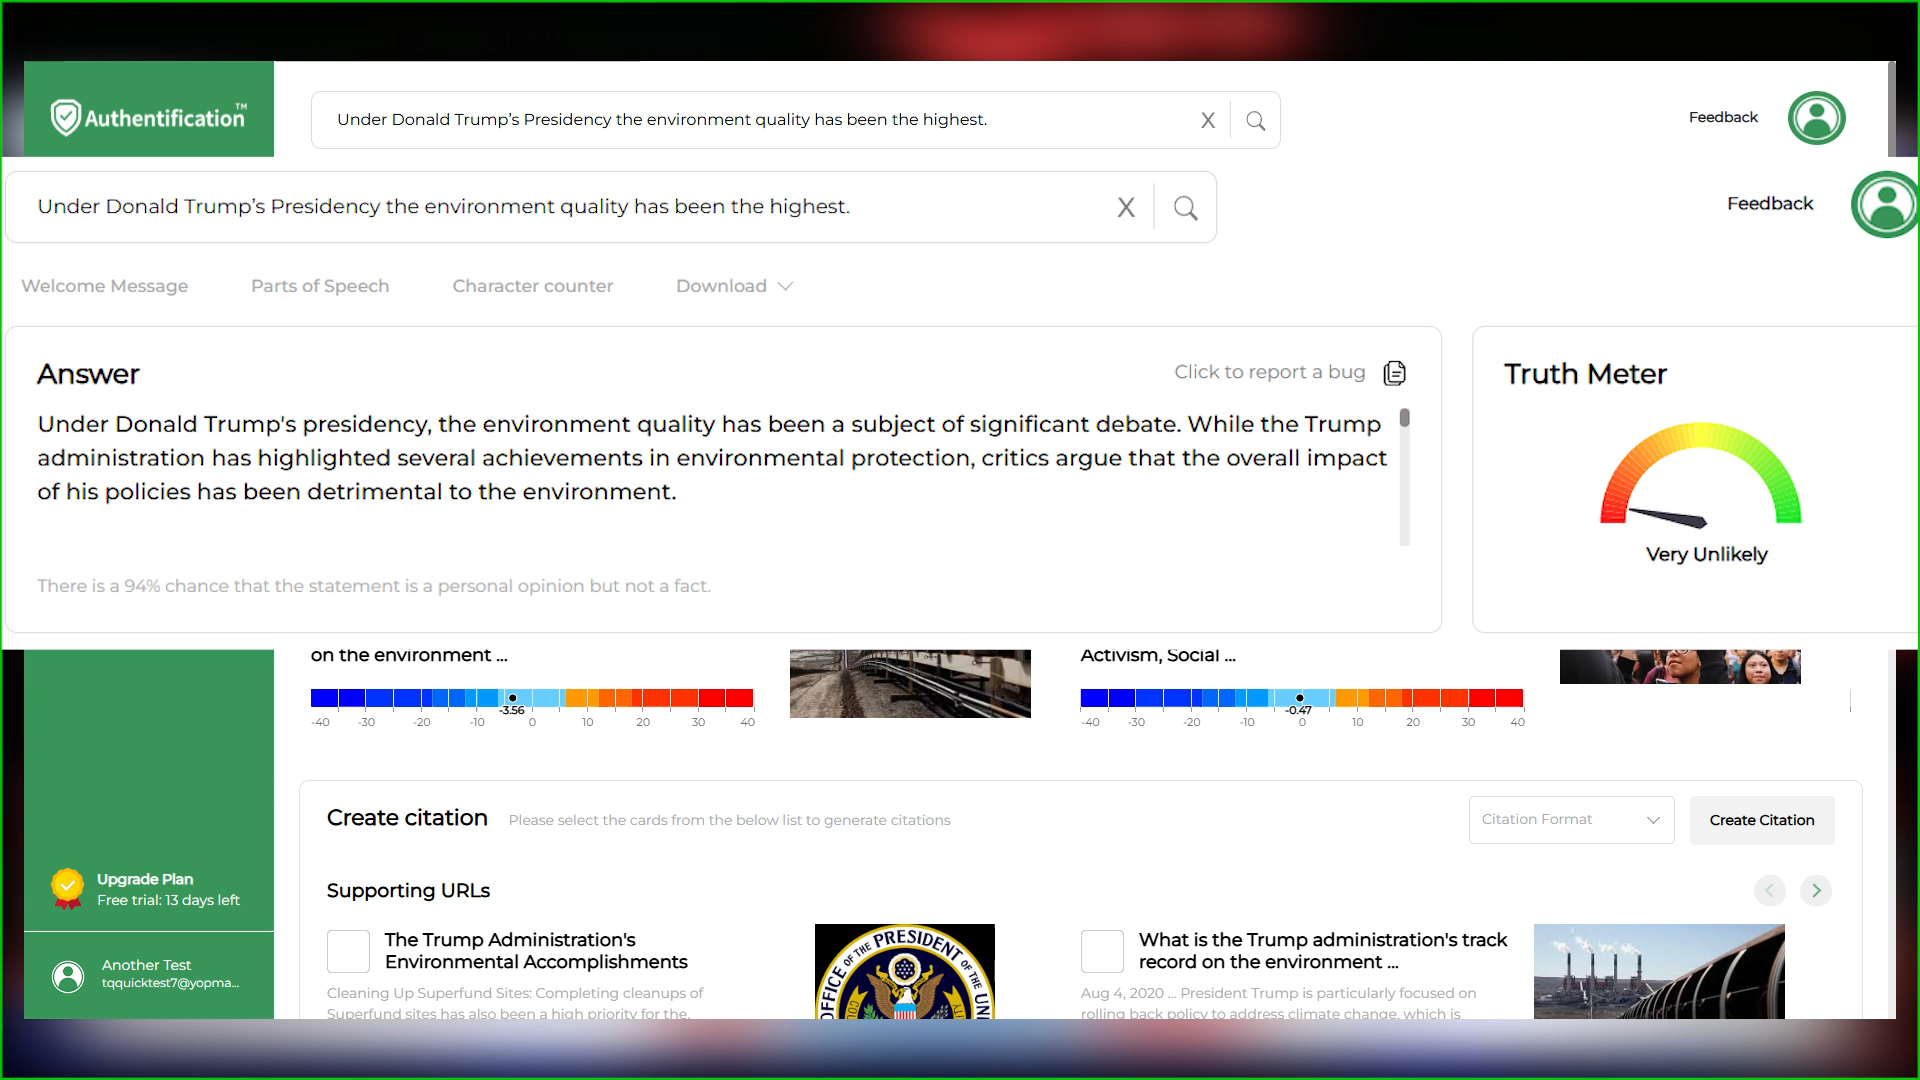 Authentification™
Under Donald Trump’s Presidency the environment quality has been the highest.
X
Feedback
Under Donald Trump’s Presidency the environment quality has been the highest.
X
Feedback
Welcome Message
Parts of Speech
Character counter
Download
Answer
Click to report a bug
Under Donald Trump's presidency, the environment quality has been a subject of significant debate. While the Trump
administration has highlighted several achievements in environmental protection, critics argue that the overall impact
of his policies has been detrimental to the environment.
There is a 94% chance that the statement is a personal opinion but not a fact.
Truth Meter
Very Unlikely
on the environment ...
-3.56
-40 -30 -20 -10 0 10 20 30 40
Activism, Social ...
-0.47
-40 -30 -20 -10 0 10 20 30 40
Create citation
Please select the cards from the below list to generate citations
Citation Format
Create Citation
Supporting URLs
The Trump Administration's
Environmental Accomplishments
Cleaning Up Superfund Sites: Completing cleanups of
Superfund sites has also been a high priority for the.
OFFICE OF THE PRESIDENT OF THE UNI
What is the Trump administration's track
record on the environment ...
Aug 4, 2020 ... President Trump is particularly focused on
rolling back policy to address climate change, which is
Upgrade Plan
Free trial: 13 days left
Another Test
tqquicktest7@yopma...